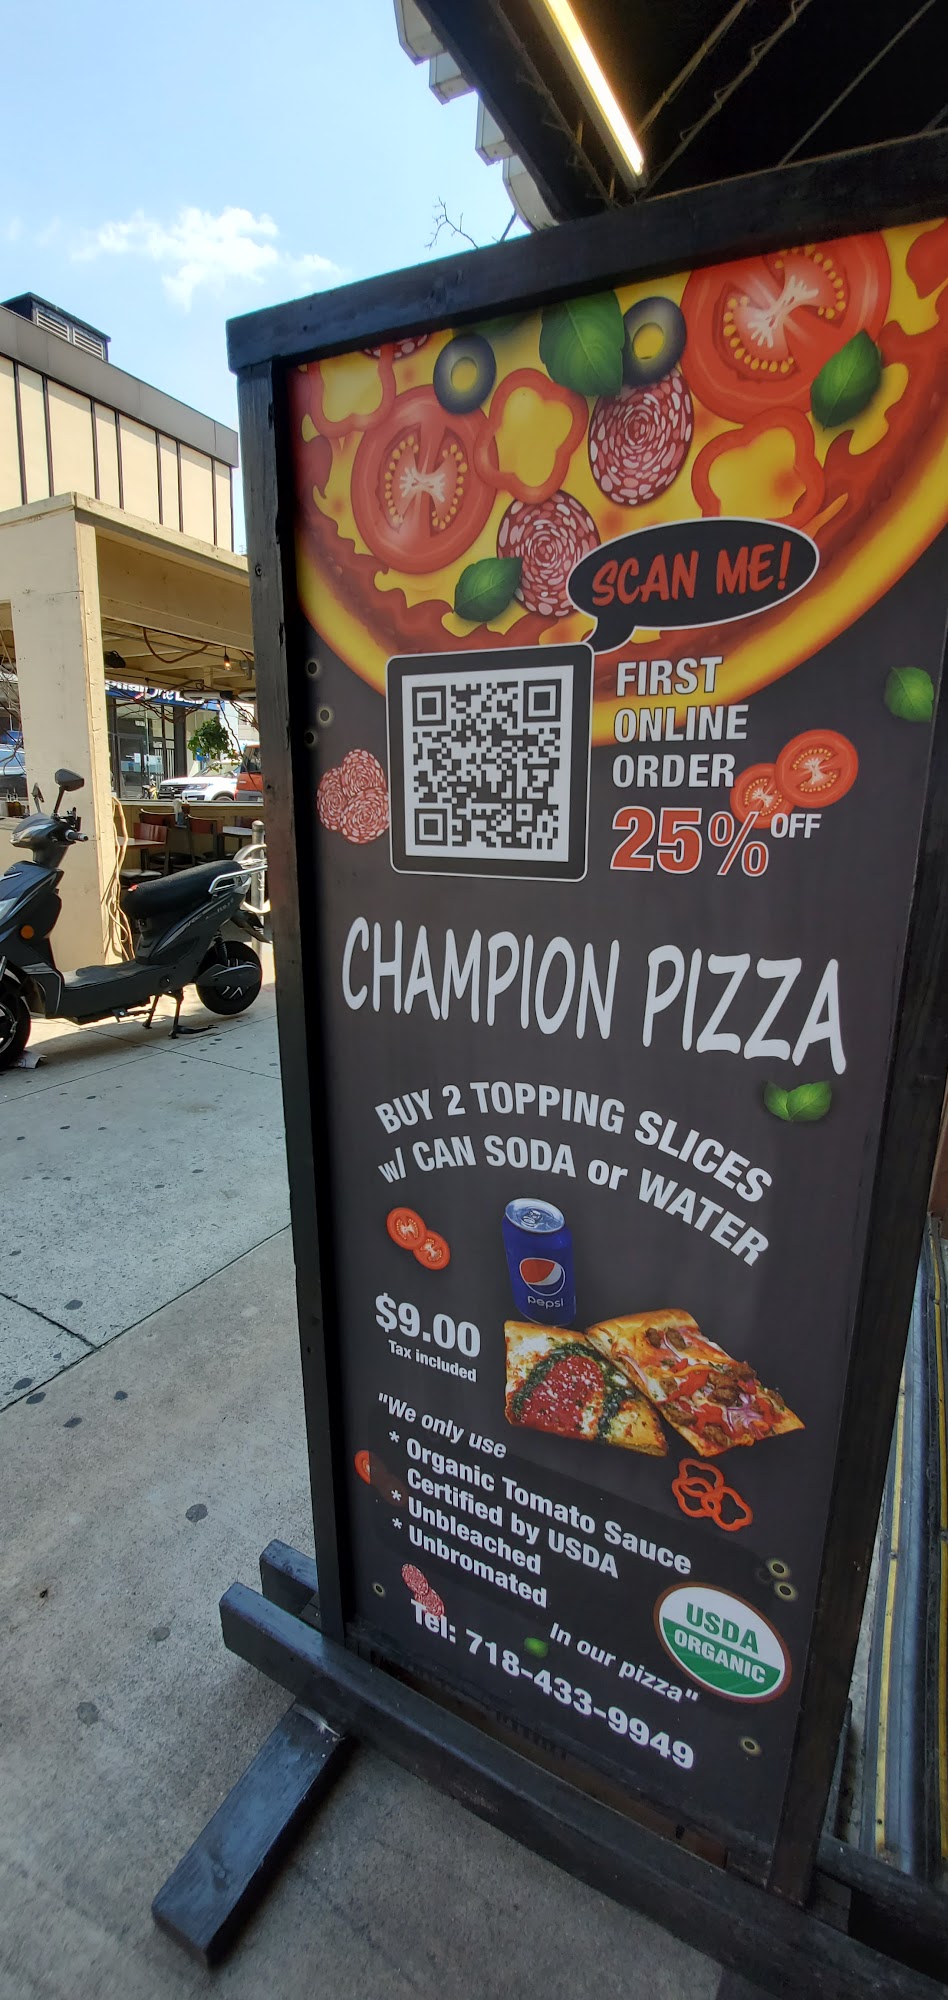 SCAN ME!
FIRST
ONLINE
ORDER
25% OFF
CHAMPION PIZZA
BUY 2 TOPPING SLICES
w/ CAN SODA or WATER
pepsi
$9.00
Tax included
"We only use
* Organic Tomato Sauce
Certified by USDA
* Unbleached
* Unbromated
In our pizza"
USDA
ORGANIC
Tel: 718-433-9949